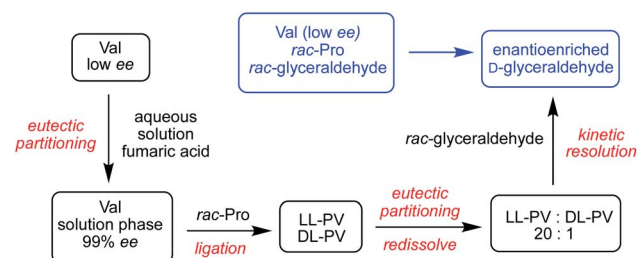 Val
low ee
Val (low ee)
rac-Pro
rac-glyceraldehyde
enantioenriched
D-glyceraldehyde
eutectic
partitioning
aqueous
solution
fumaric acid
rac-glyceraldehyde
kinetic
resolution
Val
solution phase
99% ee
rac-Pro
ligation
LL-PV
DL-PV
eutectic
partitioning
redissolve
LL-PV : DL-PV
20 : 1